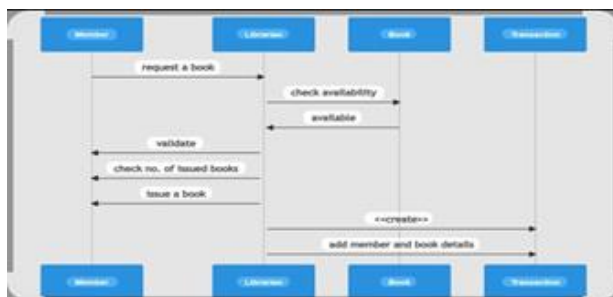 Member Librarian Book Transaction
request a book
check availability
available
validate
check no. of issued books
issue a book
<<create>>
add member and book details
Member Librarian Book Transaction